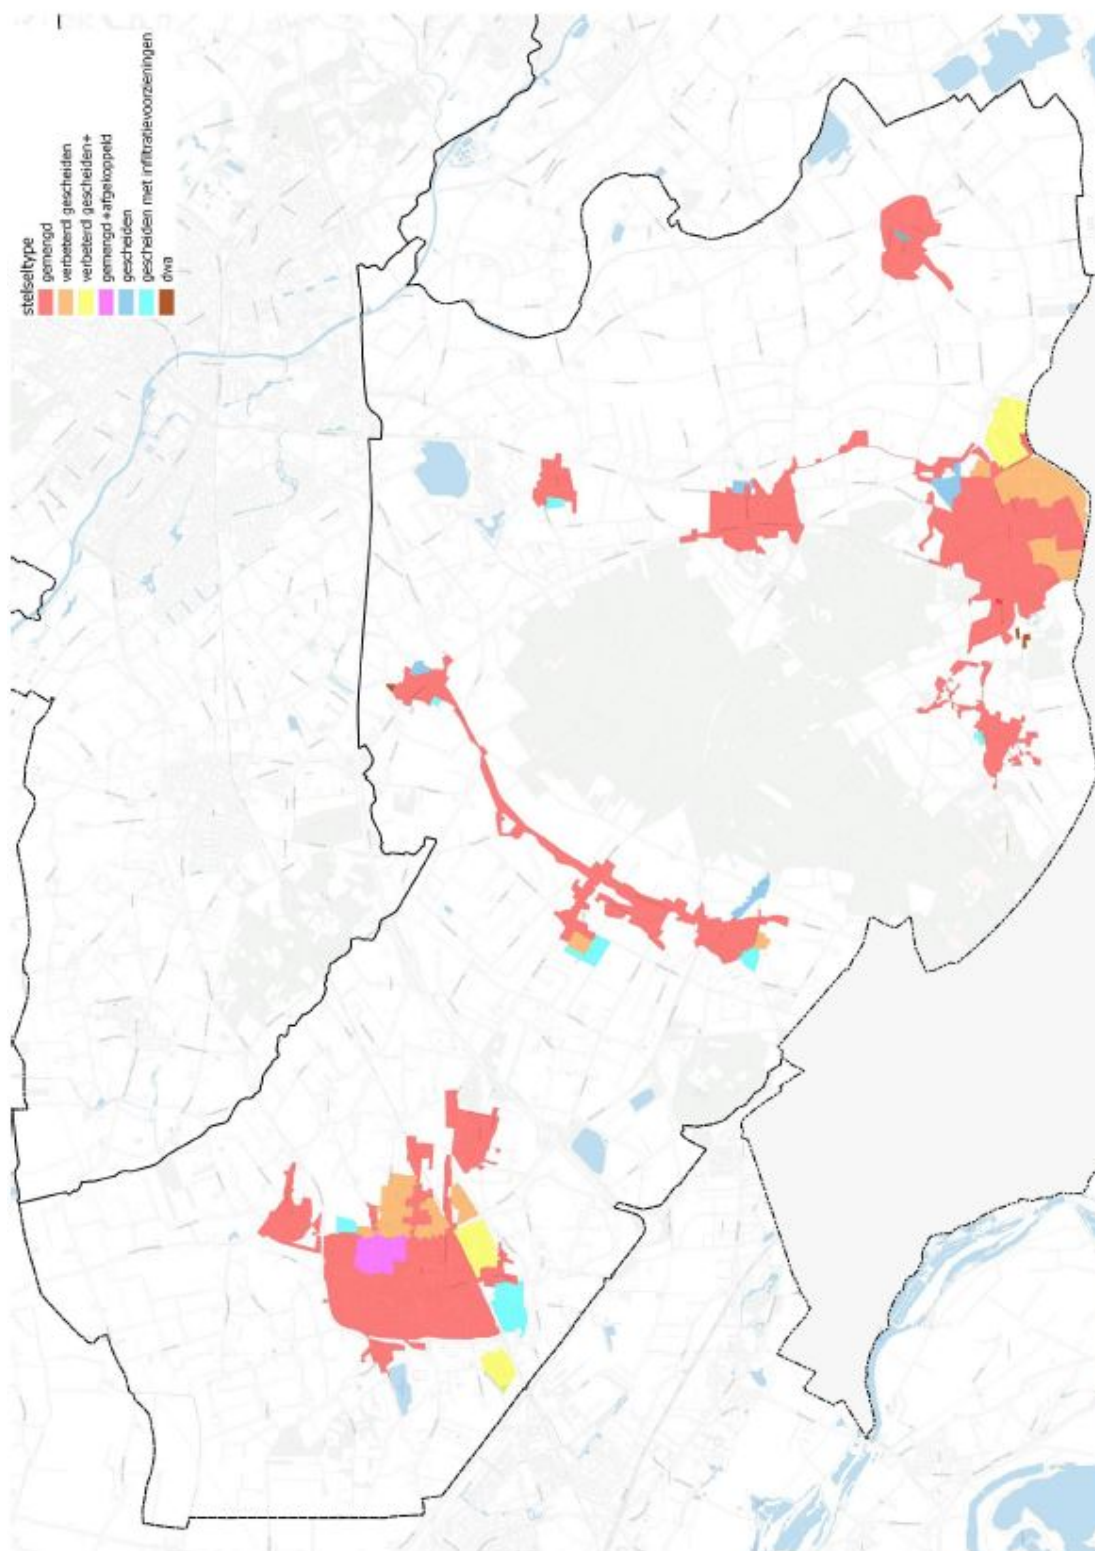 stelseltype
gemengd
verbeterd gescheiden
verbeterd gescheiden+
gemengd +afgekoppeld
gescheiden
gescheiden met infiltratievoorzieningen
dwa